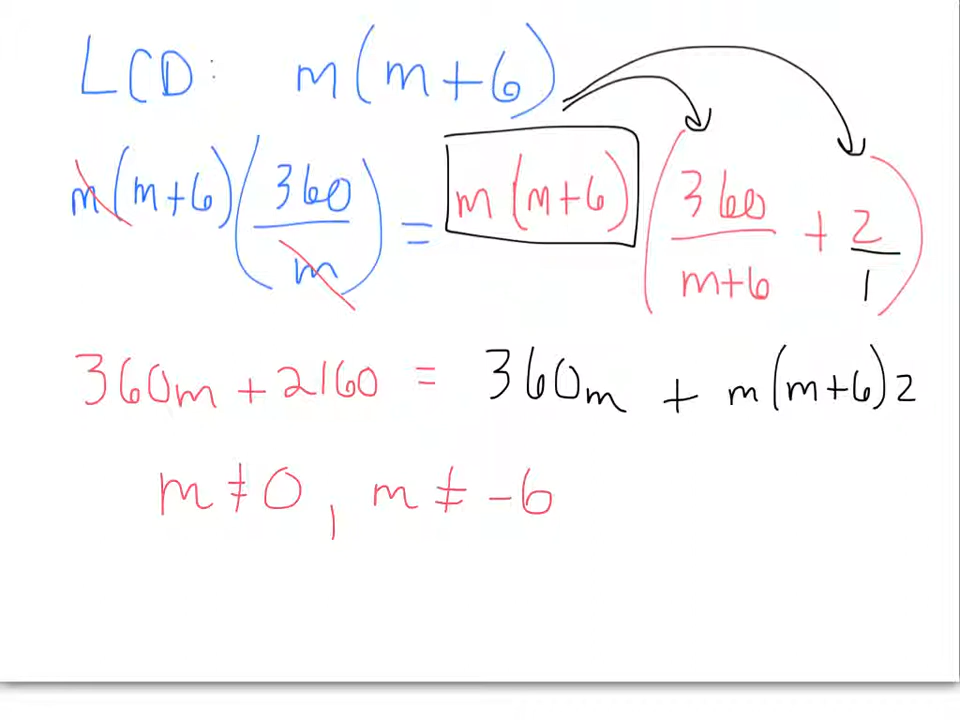 LCD: m(m+6)
m(m+6)(360/m) = m(m+6)(360/(m+6) + 2/1)
360m + 2160 = 360m + m(m+6)2
m ≠ 0, m ≠ -6